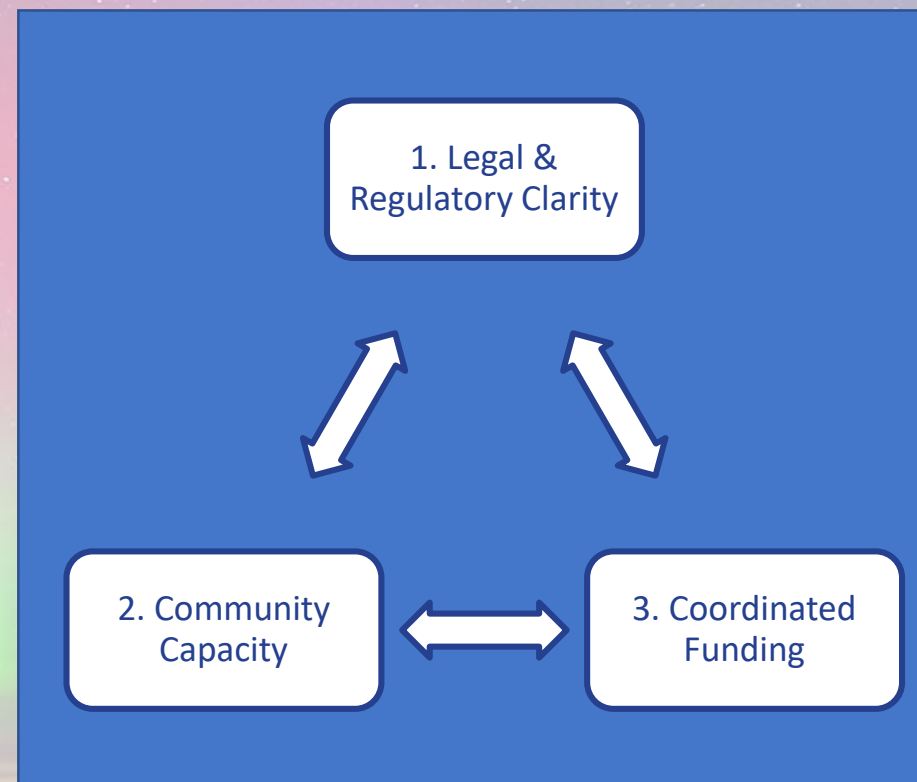 1. Legal &
Regulatory Clarity
2. Community
Capacity
3. Coordinated
Funding